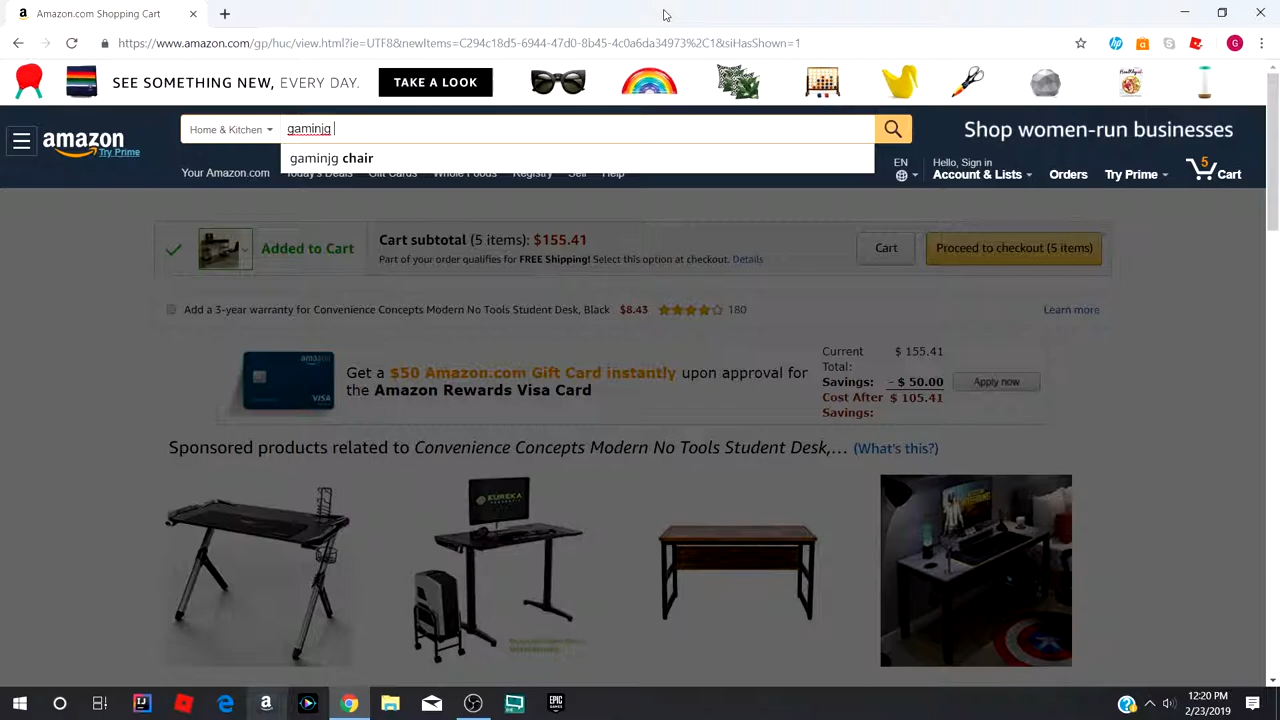 Amazon.com Shopping Cart
https://www.amazon.com/gp/huc/view.html?ie=UTF8&newItems=C294c18d5-6944-47d0-8b45-4c0a6da34973%2C1&siHasShown=1
SEE SOMETHING NEW, EVERY DAY. TAKE A LOOK
amazon Try Prime
Home & Kitchen gaminjg
Shop women-run businesses
gaminjg chair
Your Amazon.com Today's Deals Gift Cards Whole Foods Registry Sell Help
EN Hello, Sign in Account & Lists Orders Try Prime 5 Cart
Added to Cart
Cart subtotal (5 items): $155.41
Part of your order qualifies for FREE Shipping! Select this option at checkout. Details
Cart Proceed to checkout (5 items)
Add a 3-year warranty for Convenience Concepts Modern No Tools Student Desk, Black $8.43 180 Learn more
amazon VISA
Get a $50 Amazon.com Gift Card instantly upon approval for
the Amazon Rewards Visa Card
Current Total: $ 155.41
Savings: - $ 50.00
Cost After Savings: $ 105.41
Apply now
Sponsored products related to Convenience Concepts Modern No Tools Student Desk,... (What's this?)
EUREKA
12:20 PM
2/23/2019